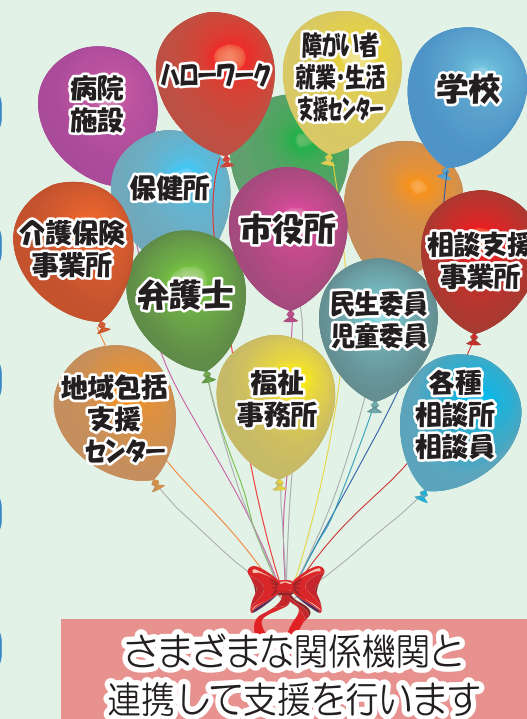 病院
施設
ハローワーク
障がい者
就業・生活
支援センター
学校
保健所
介護保険
事業所
市役所
相談支援
事業所
弁護士
民生委員
児童委員
地域包括
支援
センター
福祉
事務所
各種
相談所
相談員
さまざまな関係機関と
連携して支援を行います